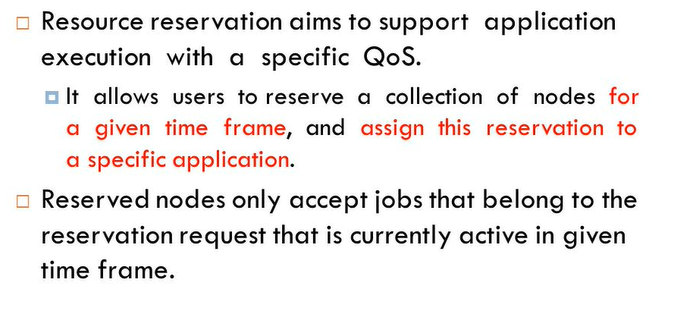 Resource reservation aims to support application
execution with a specific QoS.
It allows users to reserve a collection of nodes for
a given time frame, and assign this reservation to
a specific application.
Reserved nodes only accept jobs that belong to the
reservation request that is currently active in given
time frame.